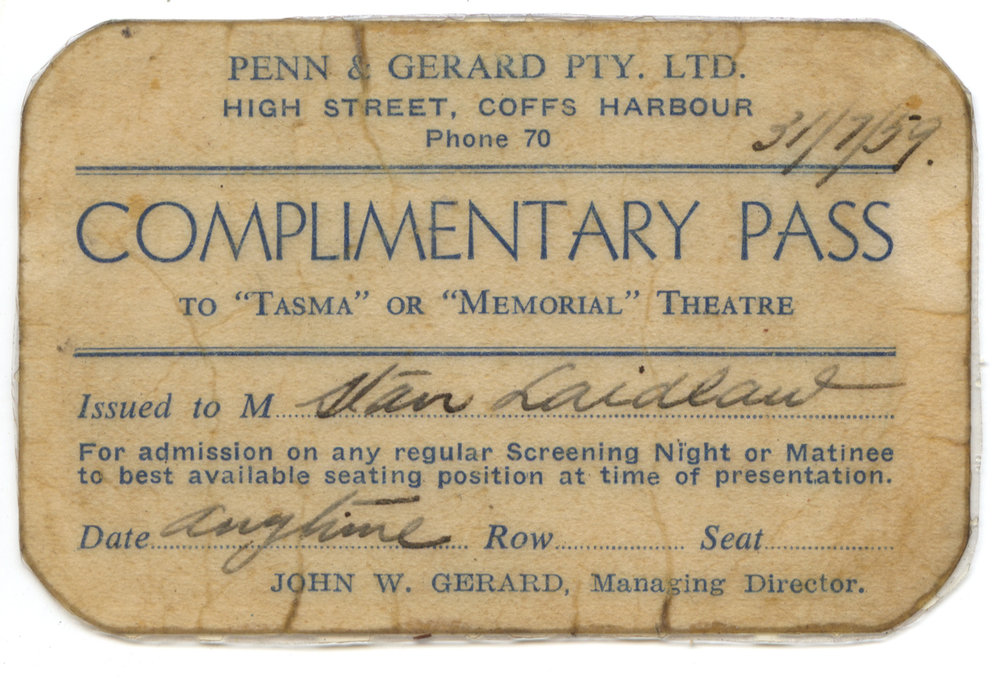 PENN & GERARD PTY. LTD.
HIGH STREET, COFFS HARBOUR
Phone 70
31/7/59.
COMPLIMENTARY PASS
TO "TASMA" OR "MEMORIAL" THEATRE
Issued to M Stan Laidlaw
For admission on any regular Screening Night or Matinee
to best available seating position at time of presentation.
Date anytime Row Seat
JOHN W. GERARD, Managing Director.